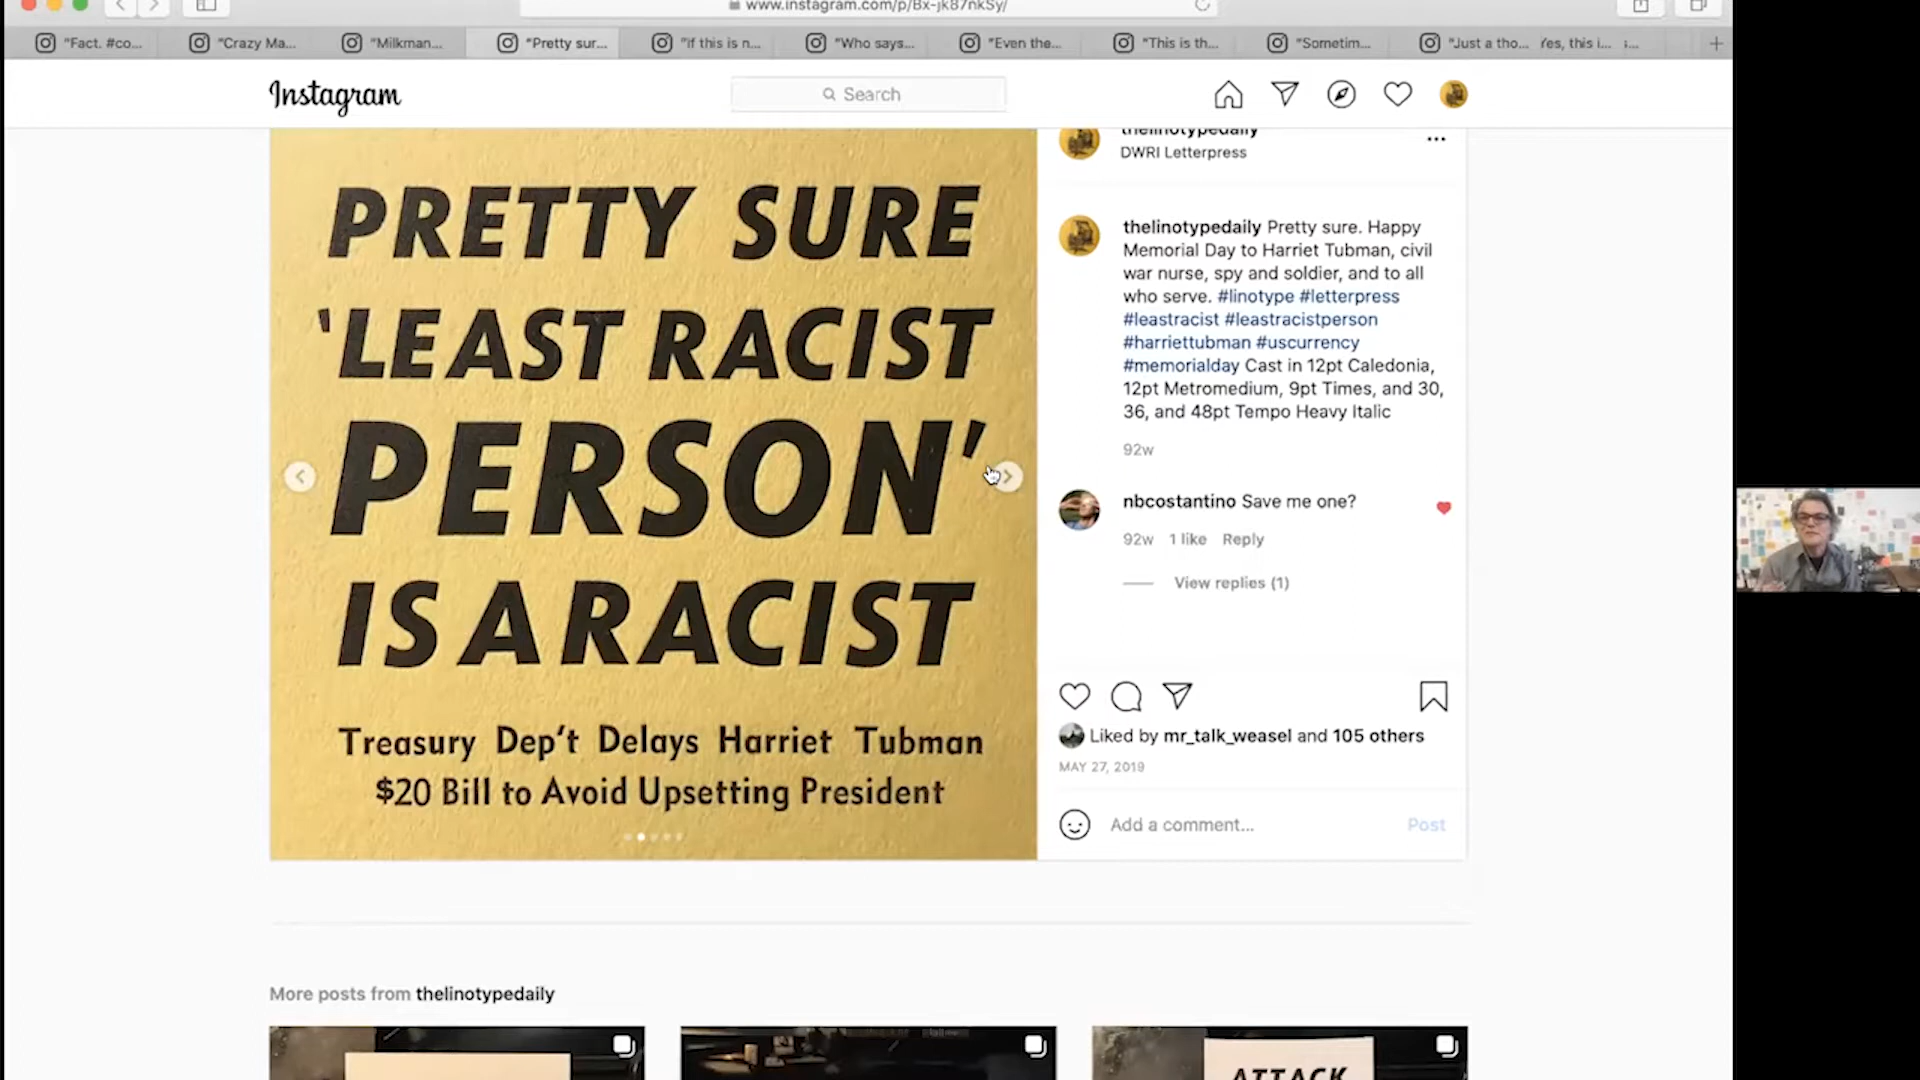 www.instagram.com/p/Bx-jk87nkSy/
"Fact. #co...
"Crazy Ma...
"Milkman...
"Pretty sur...
"if this is n...
"Who says...
"Even the...
"This is th...
"Sometim...
"Just a tho...
Yes, this i...
Instagram
Search
PRETTY SURE
'LEAST RACIST
PERSON'
IS A RACIST
Treasury Dep't Delays Harriet Tubman
$20 Bill to Avoid Upsetting President
thelinotypedaily
DWRI Letterpress
thelinotypedaily Pretty sure. Happy
Memorial Day to Harriet Tubman, civil
war nurse, spy and soldier, and to all
who serve. #linotype #letterpress
#leastracist #leastracistperson
#harriettubman #uscurrency
#memorialday Cast in 12pt Caledonia,
12pt Metromedium, 9pt Times, and 30,
36, and 48pt Tempo Heavy Italic
92w
nbcostantino Save me one?
92w 1 like Reply
View replies (1)
Liked by mr_talk_weasel and 105 others
MAY 27, 2019
Add a comment... Post
More posts from thelinotypedaily
ATTACK